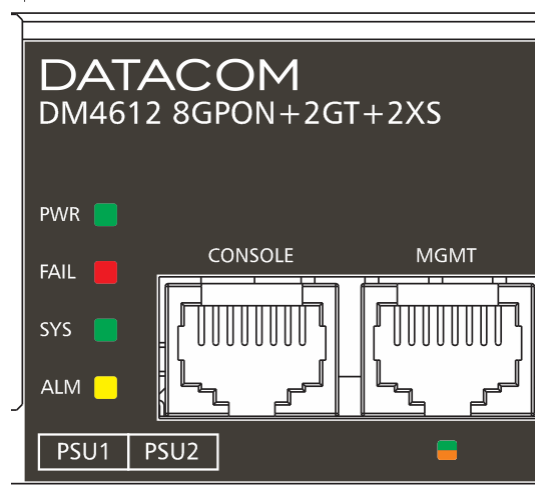 DATACOM
DM4612 8GPON+2GT+2XS
PWR
CONSOLE MGMT
FAIL
SYS
ALM
PSU1 PSU2